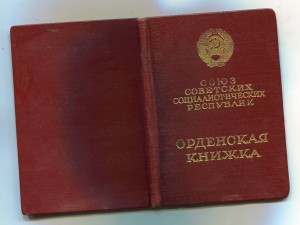 СОЮЗ
СОВЕТСКИХ
СОЦИАЛИСТИЧЕСКИХ
РЕСПУБЛИК
ОРДЕНСКАЯ
КНИЖКА